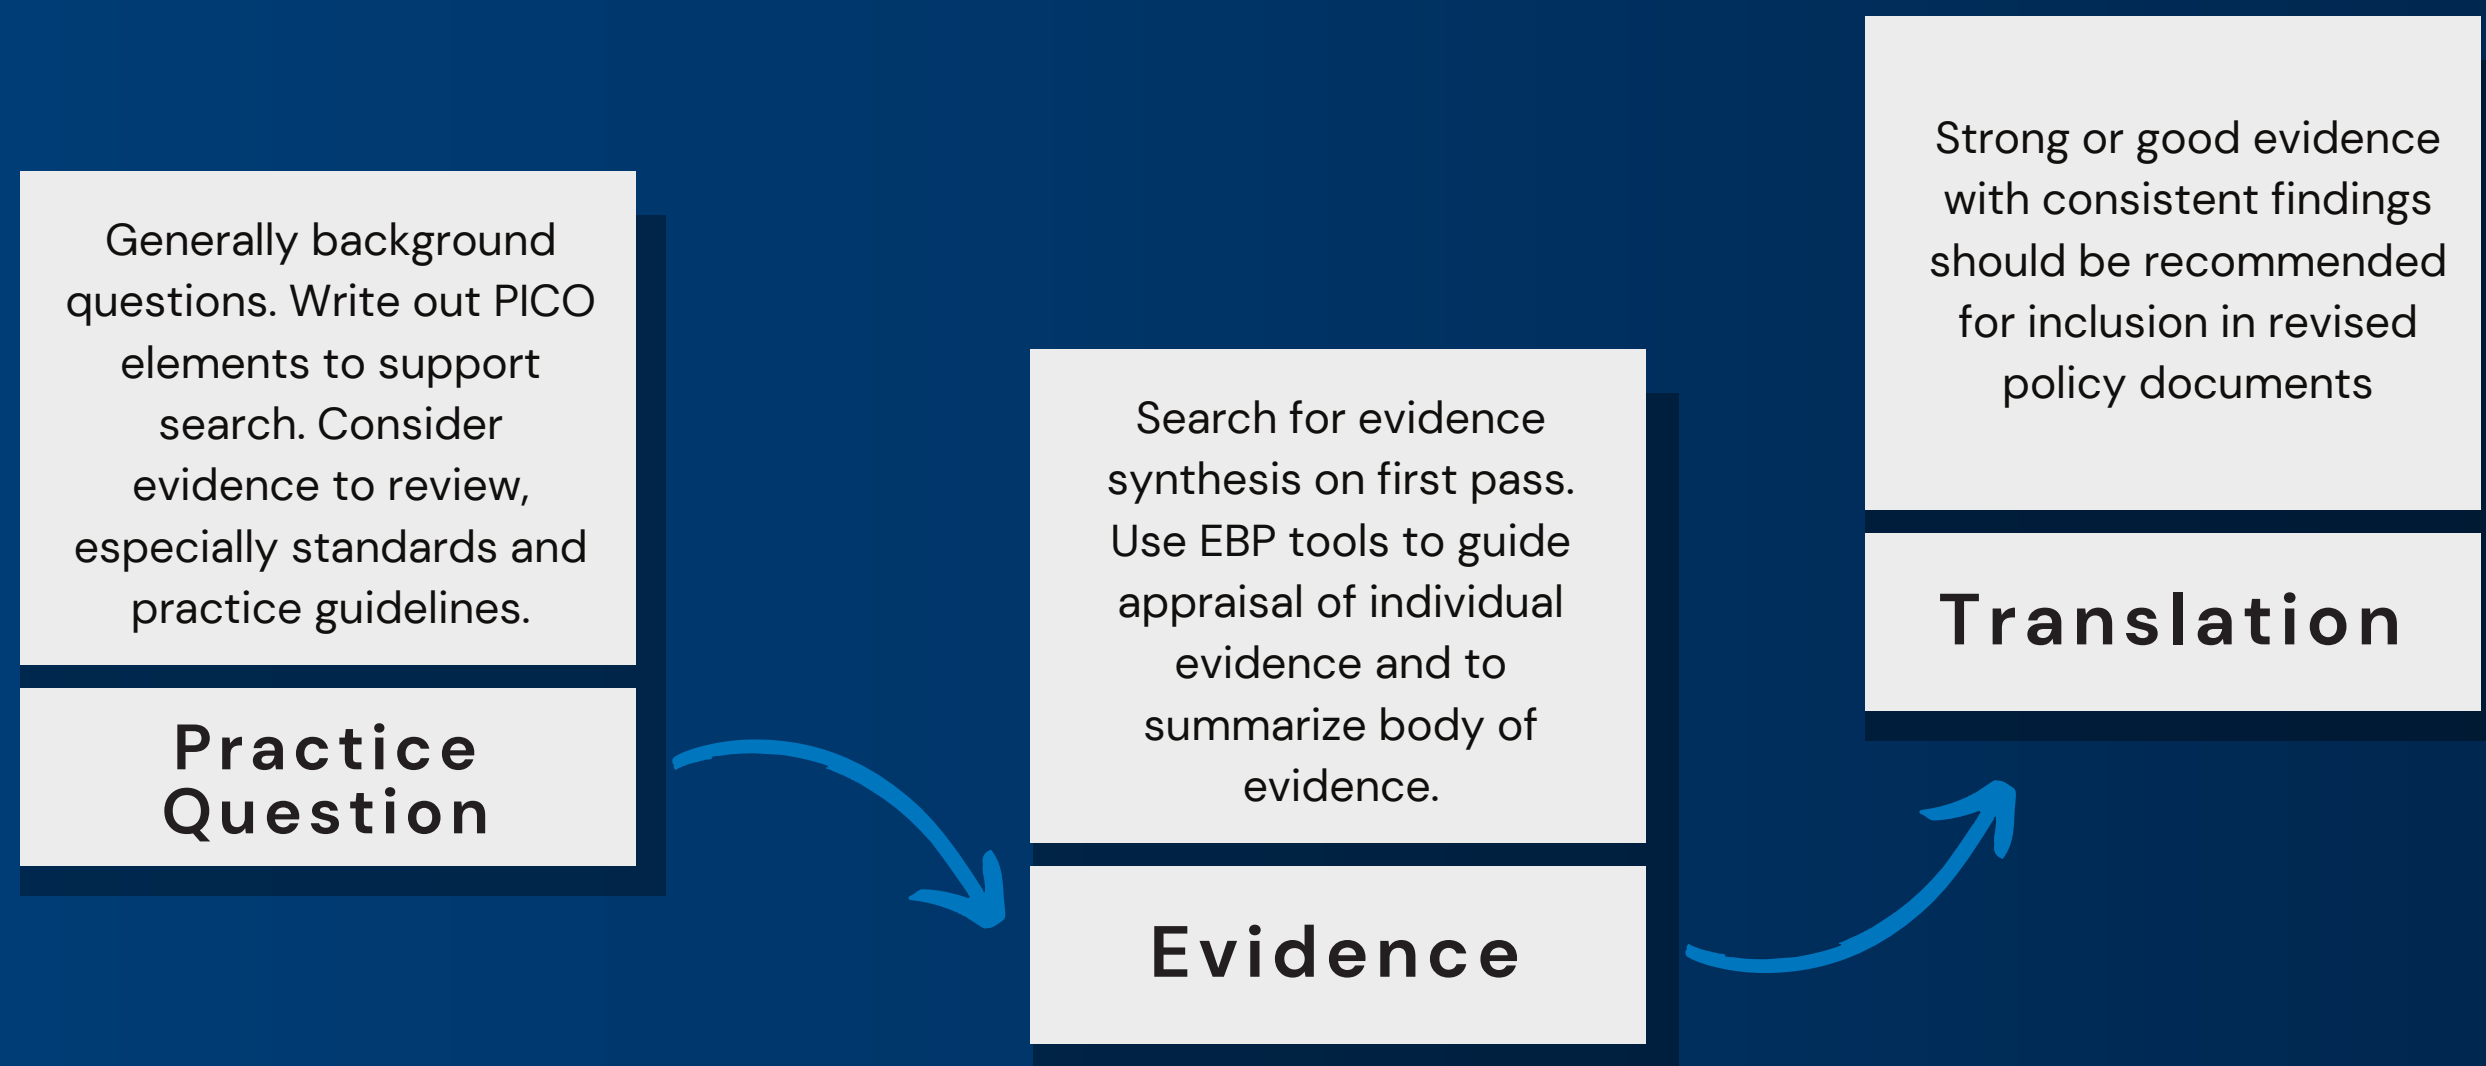 Generally background
questions. Write out PICO
elements to support
search. Consider
evidence to review,
especially standards and
practice guidelines.
Practice
Question
Search for evidence
synthesis on first pass.
Use EBP tools to guide
appraisal of individual
evidence and to
summarize body of
evidence.
Evidence
Strong or good evidence
with consistent findings
should be recommended
for inclusion in revised
policy documents
Translation